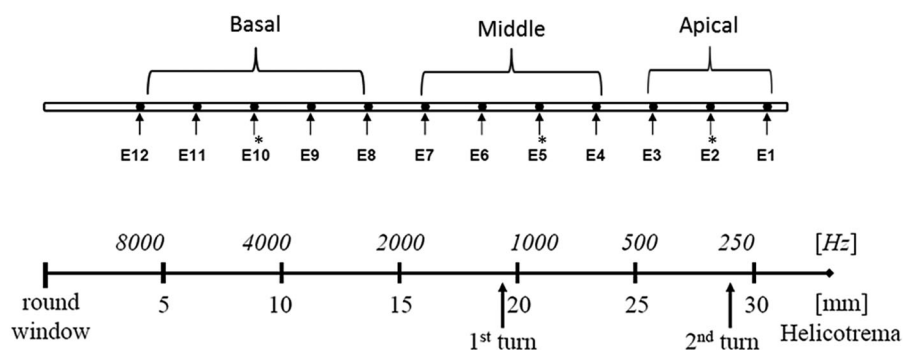 Basal Middle Apical
* * *
E12 E11 E10 E9 E8 E7 E6 E5 E4 E3 E2 E1
8000 4000 2000 1000 500 250 [Hz]
round window 5 10 15 20 25 30 [mm]
1st turn 2nd turn Helicotrema